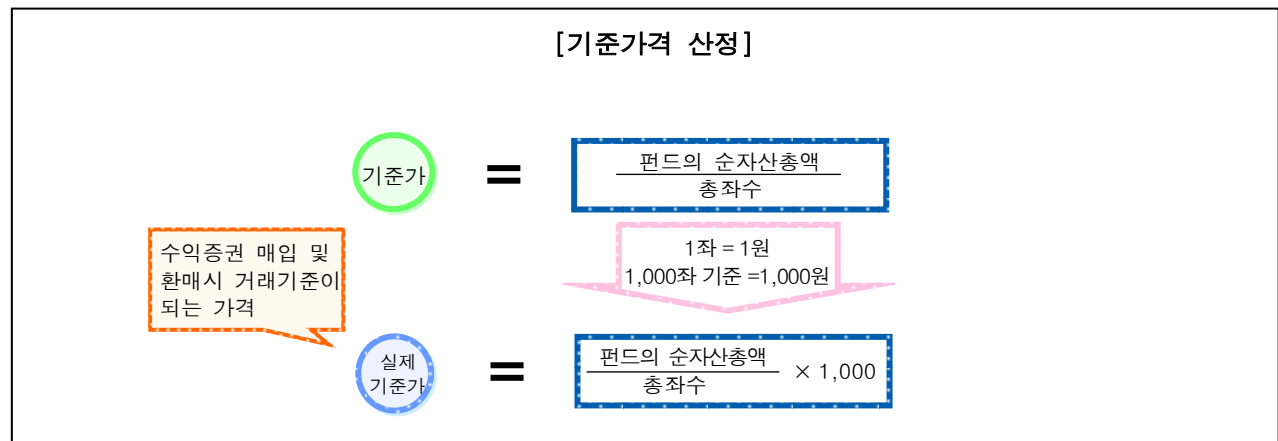 [기준가격 산정]
기준가
=
펀드의 순자산총액
총좌수
1좌 = 1원
1,000좌 기준 =1,000원
수익증권 매입 및
환매시 거래기준이
되는 가격
실제
기준가
=
펀드의 순자산총액
총좌수
× 1,000